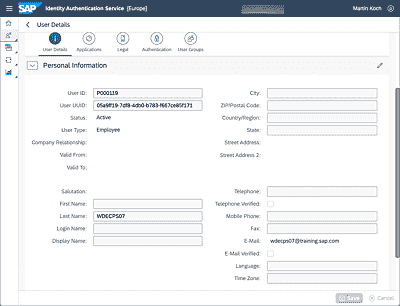 SAP Identity Authentication Service [Europe] Martin Koch
User Details
User Details Applications Legal Authentication User Groups
Personal Information
User ID: P000119
User UUID: 05a9ff19-7df8-4db0-b783-f667ce85f171
Status: Active
User Type: Employee
Company Relationship:
Valid From:
Valid To:
City:
ZIP/Postal Code:
Country/Region:
State:
Street Address:
Street Address 2:
Salutation:
First Name:
Last Name: WDECPS07
Login Name:
Display Name:
Telephone:
Telephone Verified:
Mobile Phone:
Fax:
E-Mail: wdecps07@training.sap.com
E-Mail Verified:
Language:
Time Zone:
Save Cancel